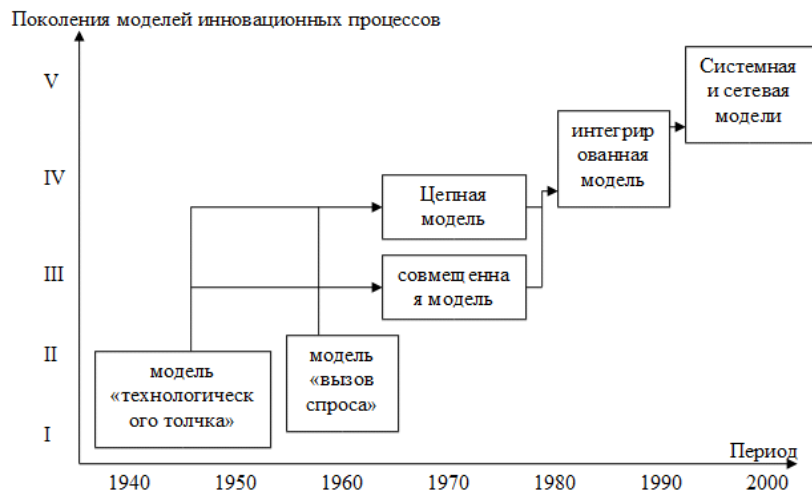 Поколения моделей инновационных процессов
V
Системная
и сетевая
модели
интегрир
ованная
модель
IV
Цепная
модель
III
совмещенна
я модель
II
модель
«вызов
спроса»
модель
«технологическ
ого толчка»
I
Период
1940 1950 1960 1970 1980 1990 2000